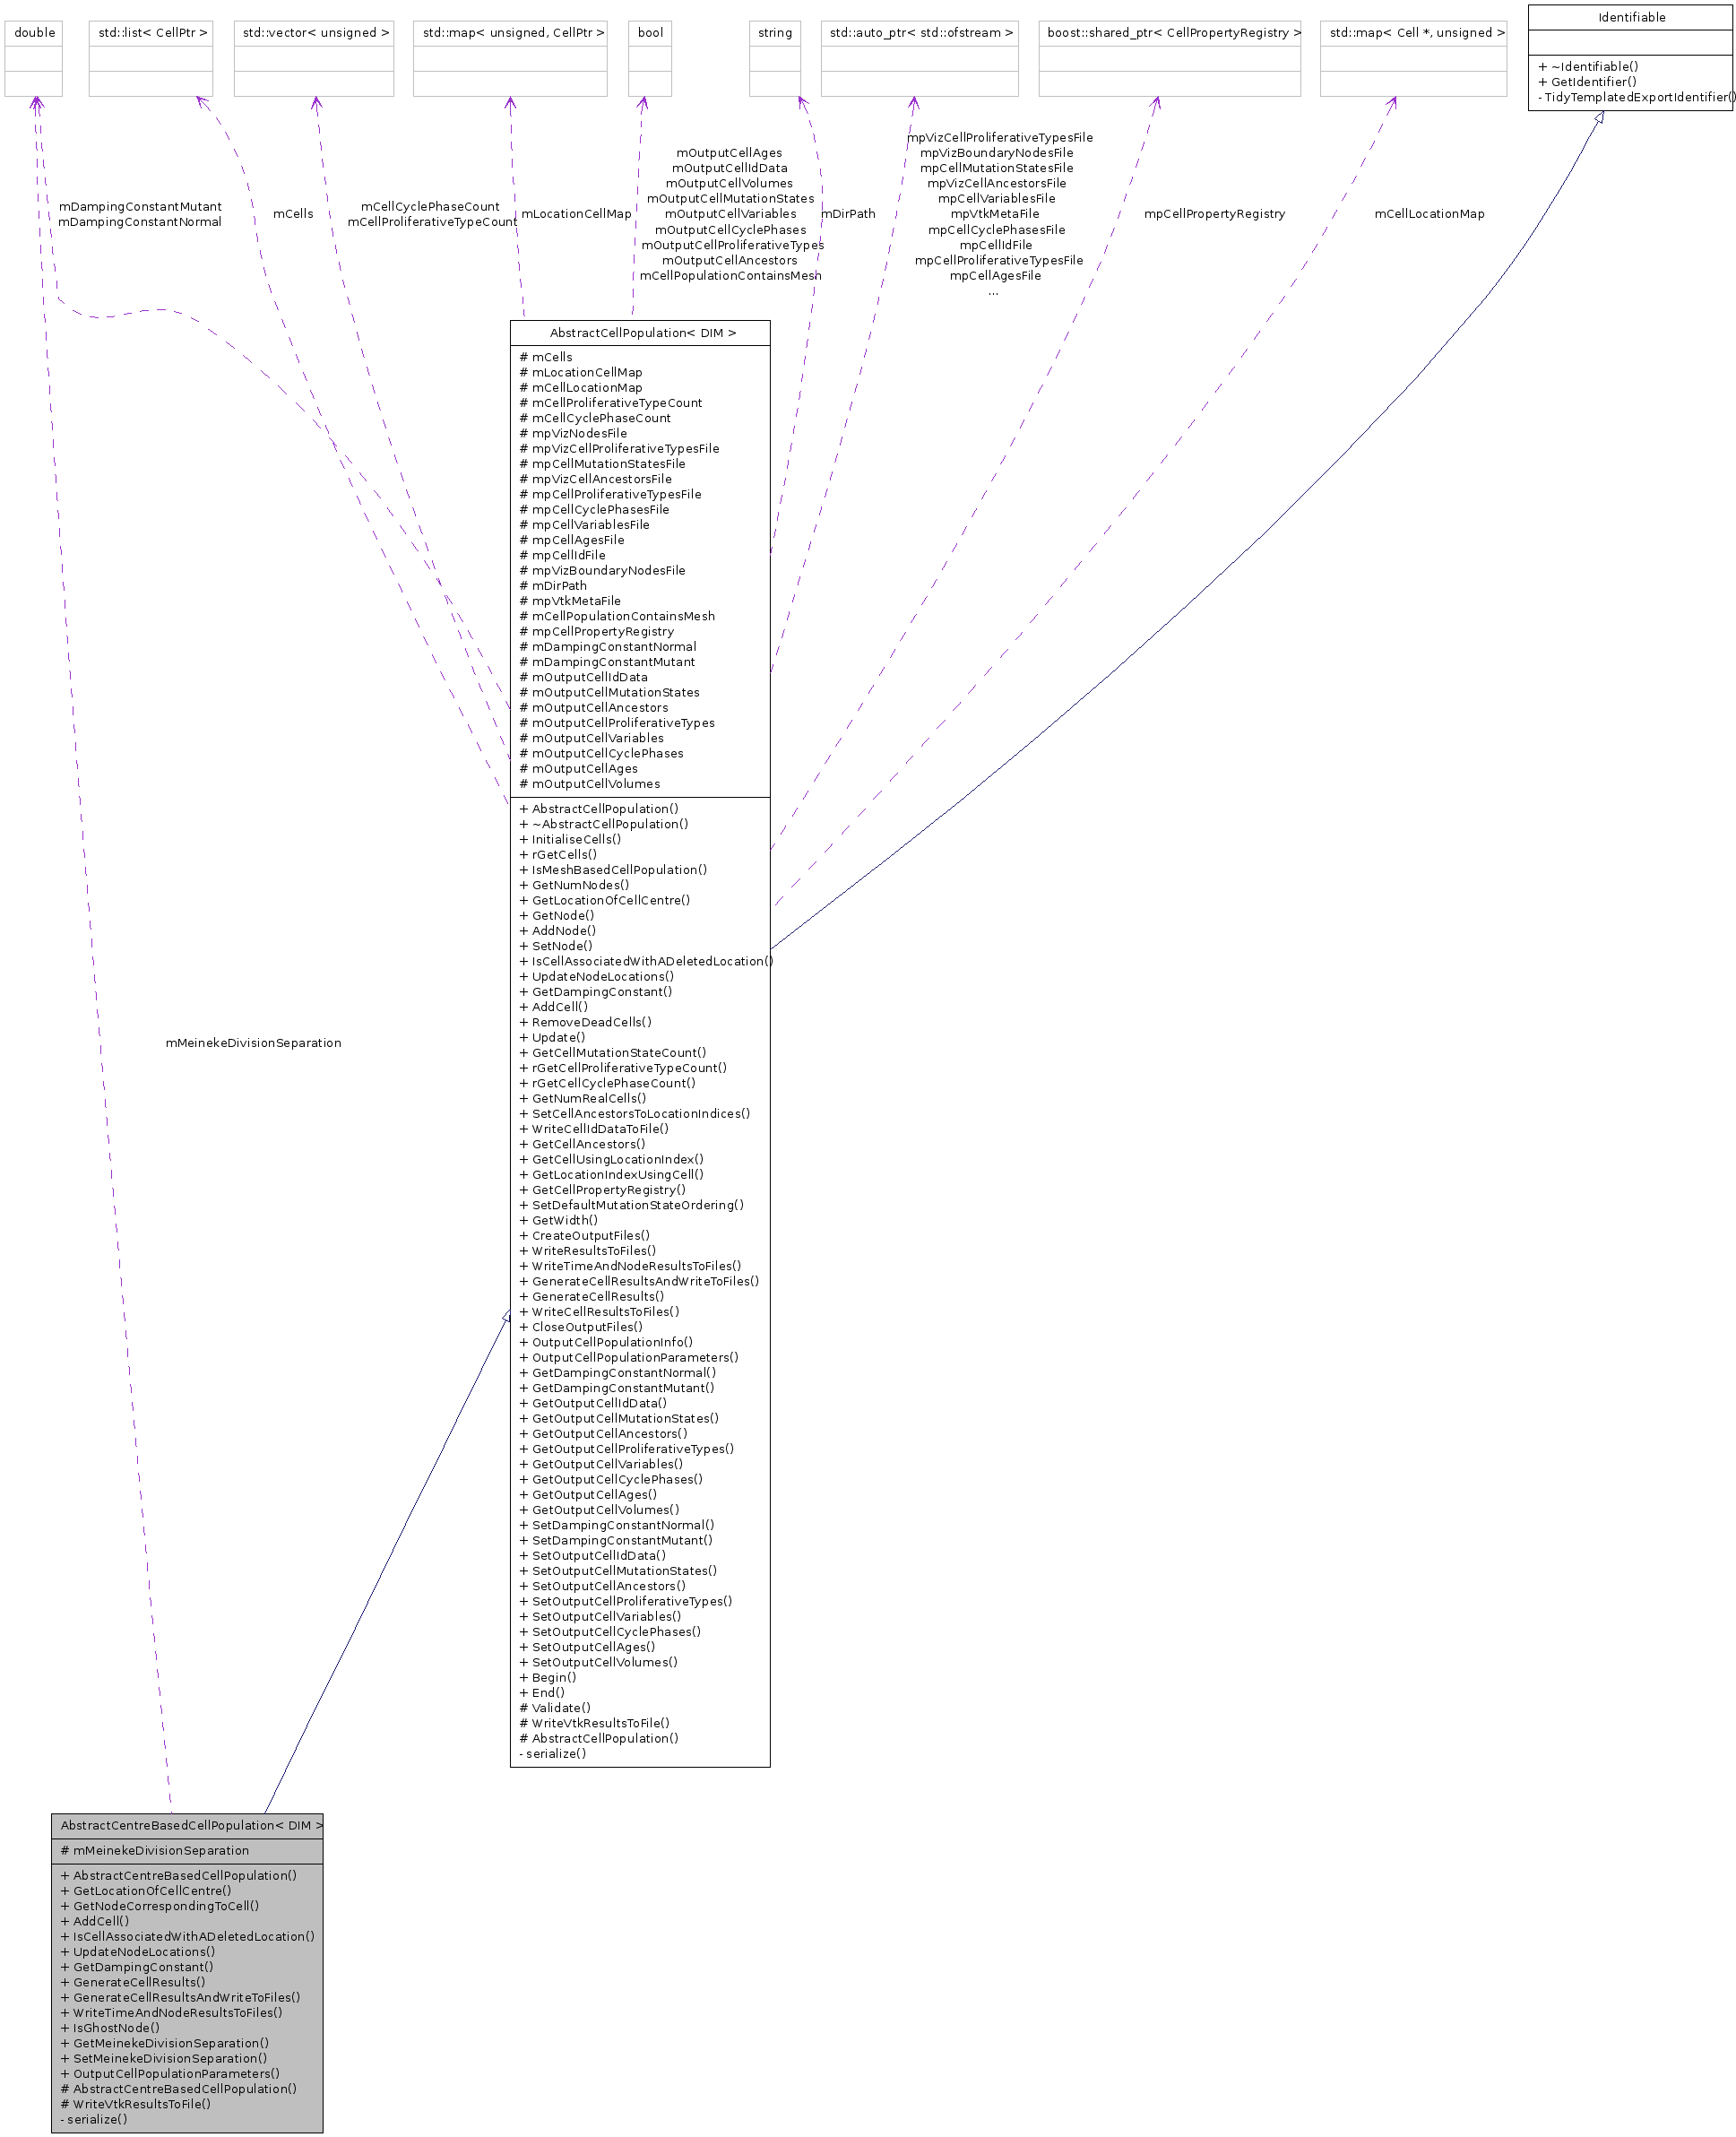 double
std::list< CellPtr >
std::vector< unsigned >
std::map< unsigned, CellPtr >
bool
string
std::auto_ptr< std::ofstream >
boost::shared_ptr< CellPropertyRegistry >
std::map< Cell *, unsigned >
Identifiable
+ ~Identifiable()
+ GetIdentifier()
- TidyTemplatedExportIdentifier()
mDampingConstantMutant
mDampingConstantNormal
mCells
mCellCyclePhaseCount
mCellProliferativeTypeCount
mLocationCellMap
mOutputCellAges
mOutputCellIdData
mOutputCellVolumes
mOutputCellMutationStates
mOutputCellVariables
mOutputCellCyclePhases
mOutputCellProliferativeTypes
mOutputCellAncestors
mCellPopulationContainsMesh
mDirPath
mpVizCellProliferativeTypesFile
mpVizBoundaryNodesFile
mpCellMutationStatesFile
mpVizCellAncestorsFile
mpCellVariablesFile
mpVtkMetaFile
mpCellCyclePhasesFile
mpCellIdFile
mpCellProliferativeTypesFile
mpCellAgesFile
...
mpCellPropertyRegistry
mCellLocationMap
AbstractCellPopulation< DIM >
# mCells
# mLocationCellMap
# mCellLocationMap
# mCellProliferativeTypeCount
# mCellCyclePhaseCount
# mpVizNodesFile
# mpVizCellProliferativeTypesFile
# mpCellMutationStatesFile
# mpVizCellAncestorsFile
# mpCellProliferativeTypesFile
# mpCellCyclePhasesFile
# mpCellVariablesFile
# mpCellAgesFile
# mpCellIdFile
# mpVizBoundaryNodesFile
# mDirPath
# mpVtkMetaFile
# mCellPopulationContainsMesh
# mpCellPropertyRegistry
# mDampingConstantNormal
# mDampingConstantMutant
# mOutputCellIdData
# mOutputCellMutationStates
# mOutputCellAncestors
# mOutputCellProliferativeTypes
# mOutputCellVariables
# mOutputCellCyclePhases
# mOutputCellAges
# mOutputCellVolumes
+ AbstractCellPopulation()
+ ~AbstractCellPopulation()
+ InitialiseCells()
+ rGetCells()
+ IsMeshBasedCellPopulation()
+ GetNumNodes()
+ GetLocationOfCellCentre()
+ GetNode()
+ AddNode()
+ SetNode()
+ IsCellAssociatedWithADeletedLocation()
+ UpdateNodeLocations()
+ GetDampingConstant()
+ AddCell()
+ RemoveDeadCells()
+ Update()
+ GetCellMutationStateCount()
+ rGetCellProliferativeTypeCount()
+ rGetCellCyclePhaseCount()
+ GetNumRealCells()
+ SetCellAncestorsToLocationIndices()
+ WriteCellIdDataToFile()
+ GetCellAncestors()
+ GetCellUsingLocationIndex()
+ GetLocationIndexUsingCell()
+ GetCellPropertyRegistry()
+ SetDefaultMutationStateOrdering()
+ GetWidth()
+ CreateOutputFiles()
+ WriteResultsToFiles()
+ WriteTimeAndNodeResultsToFiles()
+ GenerateCellResultsAndWriteToFiles()
+ GenerateCellResults()
+ WriteCellResultsToFiles()
+ CloseOutputFiles()
+ OutputCellPopulationInfo()
+ OutputCellPopulationParameters()
+ GetDampingConstantNormal()
+ GetDampingConstantMutant()
+ GetOutputCellIdData()
+ GetOutputCellMutationStates()
+ GetOutputCellAncestors()
+ GetOutputCellProliferativeTypes()
+ GetOutputCellVariables()
+ GetOutputCellCyclePhases()
+ GetOutputCellAges()
+ GetOutputCellVolumes()
+ SetDampingConstantNormal()
+ SetDampingConstantMutant()
+ SetOutputCellIdData()
+ SetOutputCellMutationStates()
+ SetOutputCellAncestors()
+ SetOutputCellProliferativeTypes()
+ SetOutputCellVariables()
+ SetOutputCellCyclePhases()
+ SetOutputCellAges()
+ SetOutputCellVolumes()
+ Begin()
+ End()
# Validate()
# WriteVtkResultsToFile()
# AbstractCellPopulation()
- serialize()
mMeinekeDivisionSeparation
AbstractCentreBasedCellPopulation< DIM >
# mMeinekeDivisionSeparation
+ AbstractCentreBasedCellPopulation()
+ GetLocationOfCellCentre()
+ GetNodeCorrespondingToCell()
+ AddCell()
+ IsCellAssociatedWithADeletedLocation()
+ UpdateNodeLocations()
+ GetDampingConstant()
+ GenerateCellResults()
+ GenerateCellResultsAndWriteToFiles()
+ WriteTimeAndNodeResultsToFiles()
+ IsGhostNode()
+ GetMeinekeDivisionSeparation()
+ SetMeinekeDivisionSeparation()
+ OutputCellPopulationParameters()
# AbstractCentreBasedCellPopulation()
# WriteVtkResultsToFile()
- serialize()